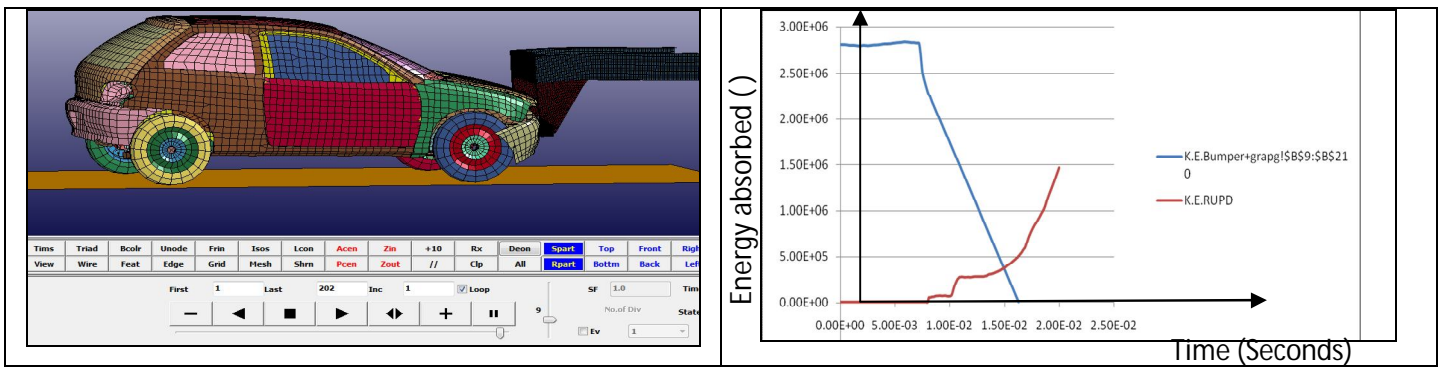 Tims Triad Bcolr Unode Frin Isos Lcon Acen Zin +10 Rx Deon Spart Top Front Righ
View Wire Feat Edge Grid Mesh Shrn Pcen Zout // Clp All Rpart Bottm Back Left
First 1 Last 202 Inc 1 Loop SF 1.0 Tim
9 No.of Div State
Ev 1
Energy absorbed ( )
3.00E+06
2.50E+06
2.00E+06
1.50E+06
1.00E+06
5.00E+05
0.00E+00
0.00E+00 5.00E-03 1.00E-02 1.50E-02 2.00E-02 2.50E-02
K.E.Bumper+grapg!$B$9:$B$21
0
K.E.RUPD
Time (Seconds)